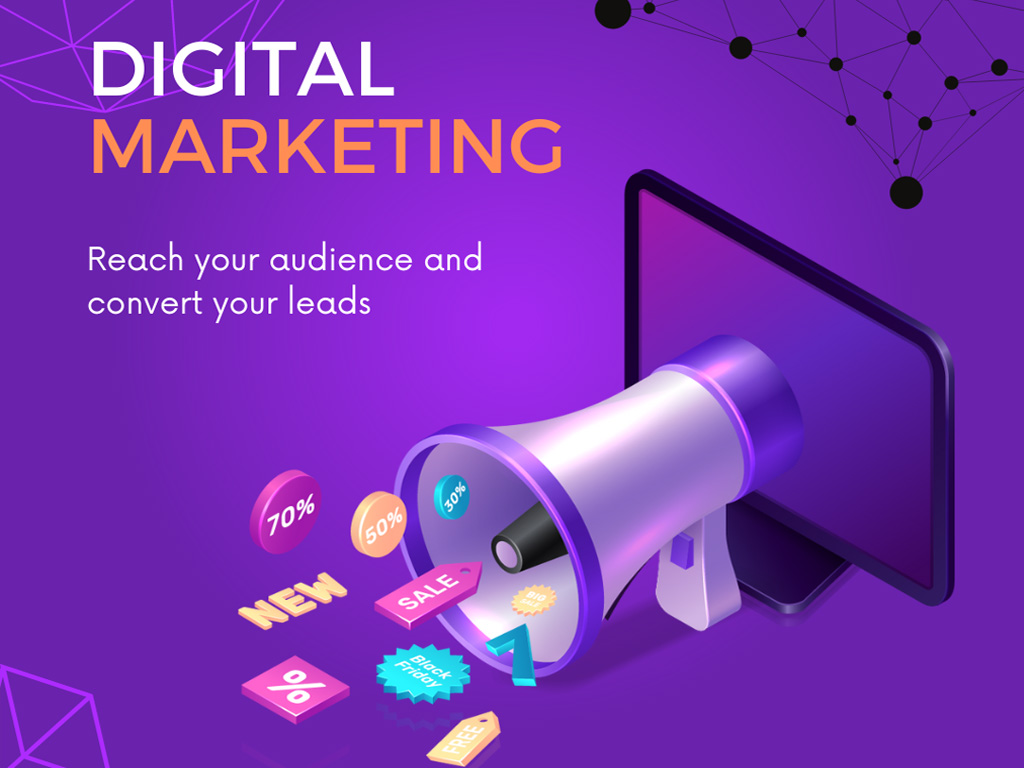 DIGITAL
MARKETING
Reach your audience and
convert your leads
30%
70%
50%
NEW
SALE
BIG
SALE
1
%
Black
Friday
FREE